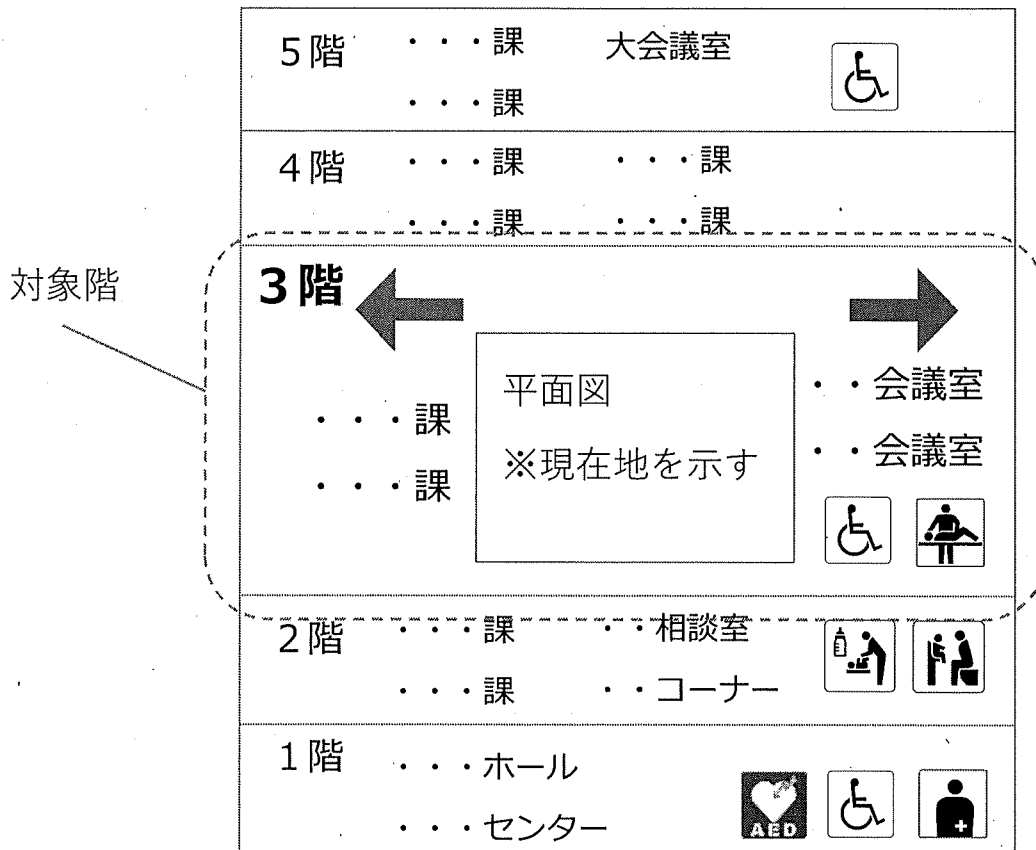 5階 ・・・課 大会議室
・・・課
4階 ・・・課 ・・・課
・・・課 ・・・課
対象階
3階
平面図
※現在地を示す
・・・課
・・・課
・・会議室
・・会議室
2階 ・・・課 ・・相談室
・・・課 ・・コーナー
1階 ・・・ホール
・・・センター
AED